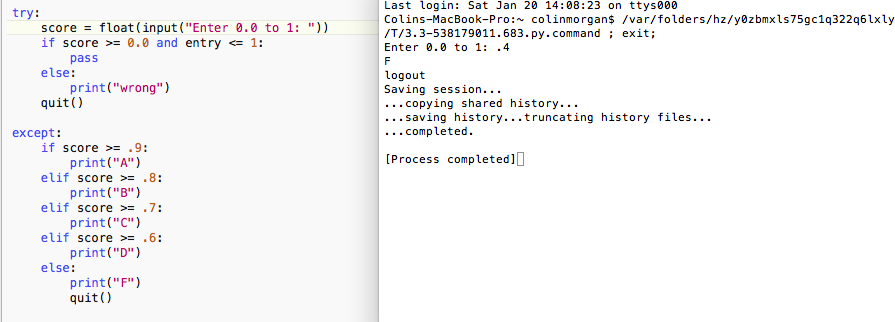 try:
    score = float(input("Enter 0.0 to 1: "))
    if score >= 0.0 and entry <= 1:
        pass
    else:
        print("wrong")
    quit()
except:
    if score >= .9:
        print("A")
    elif score >= .8:
        print("B")
    elif score >= .7:
        print("C")
    elif score >= .6:
        print("D")
    else:
        print("F")
        quit()
Last login: Sat Jan 20 14:08:23 on ttys000
Colins-MacBook-Pro:~ colinmorgan$ /var/folders/hz/y0zbmxls75gc1q322q6lxly
/T/3.3-538179011.683.py.command ; exit;
Enter 0.0 to 1: .4
F
logout
Saving session...
...copying shared history...
...saving history...truncating history files...
...completed.
[Process completed]